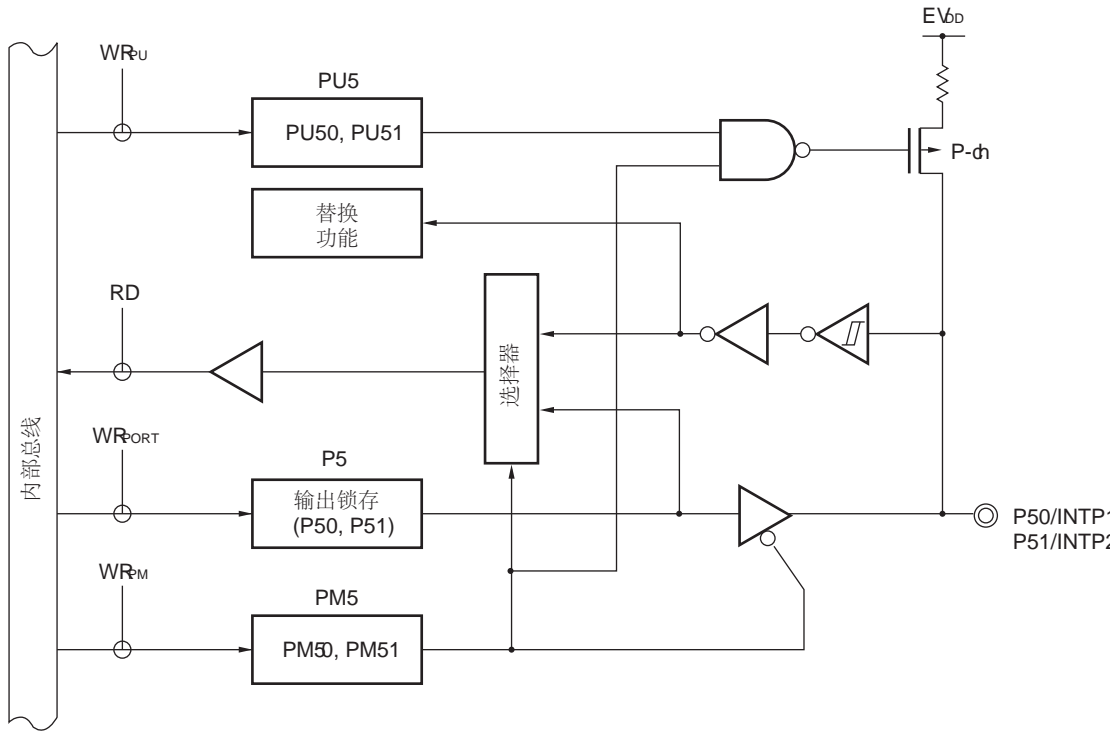 EVDD
WRPU
PU5
PU50, PU51
P-ch
替换
功能
RD
选择器
内部总线
WRPORT
P5
输出锁存
(P50, P51)
P50/INTP1
P51/INTP2
WRPM
PM5
PM50, PM51